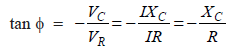 tan ϕ = −V_C/V_R = −IX_C/IR = −X_C/R